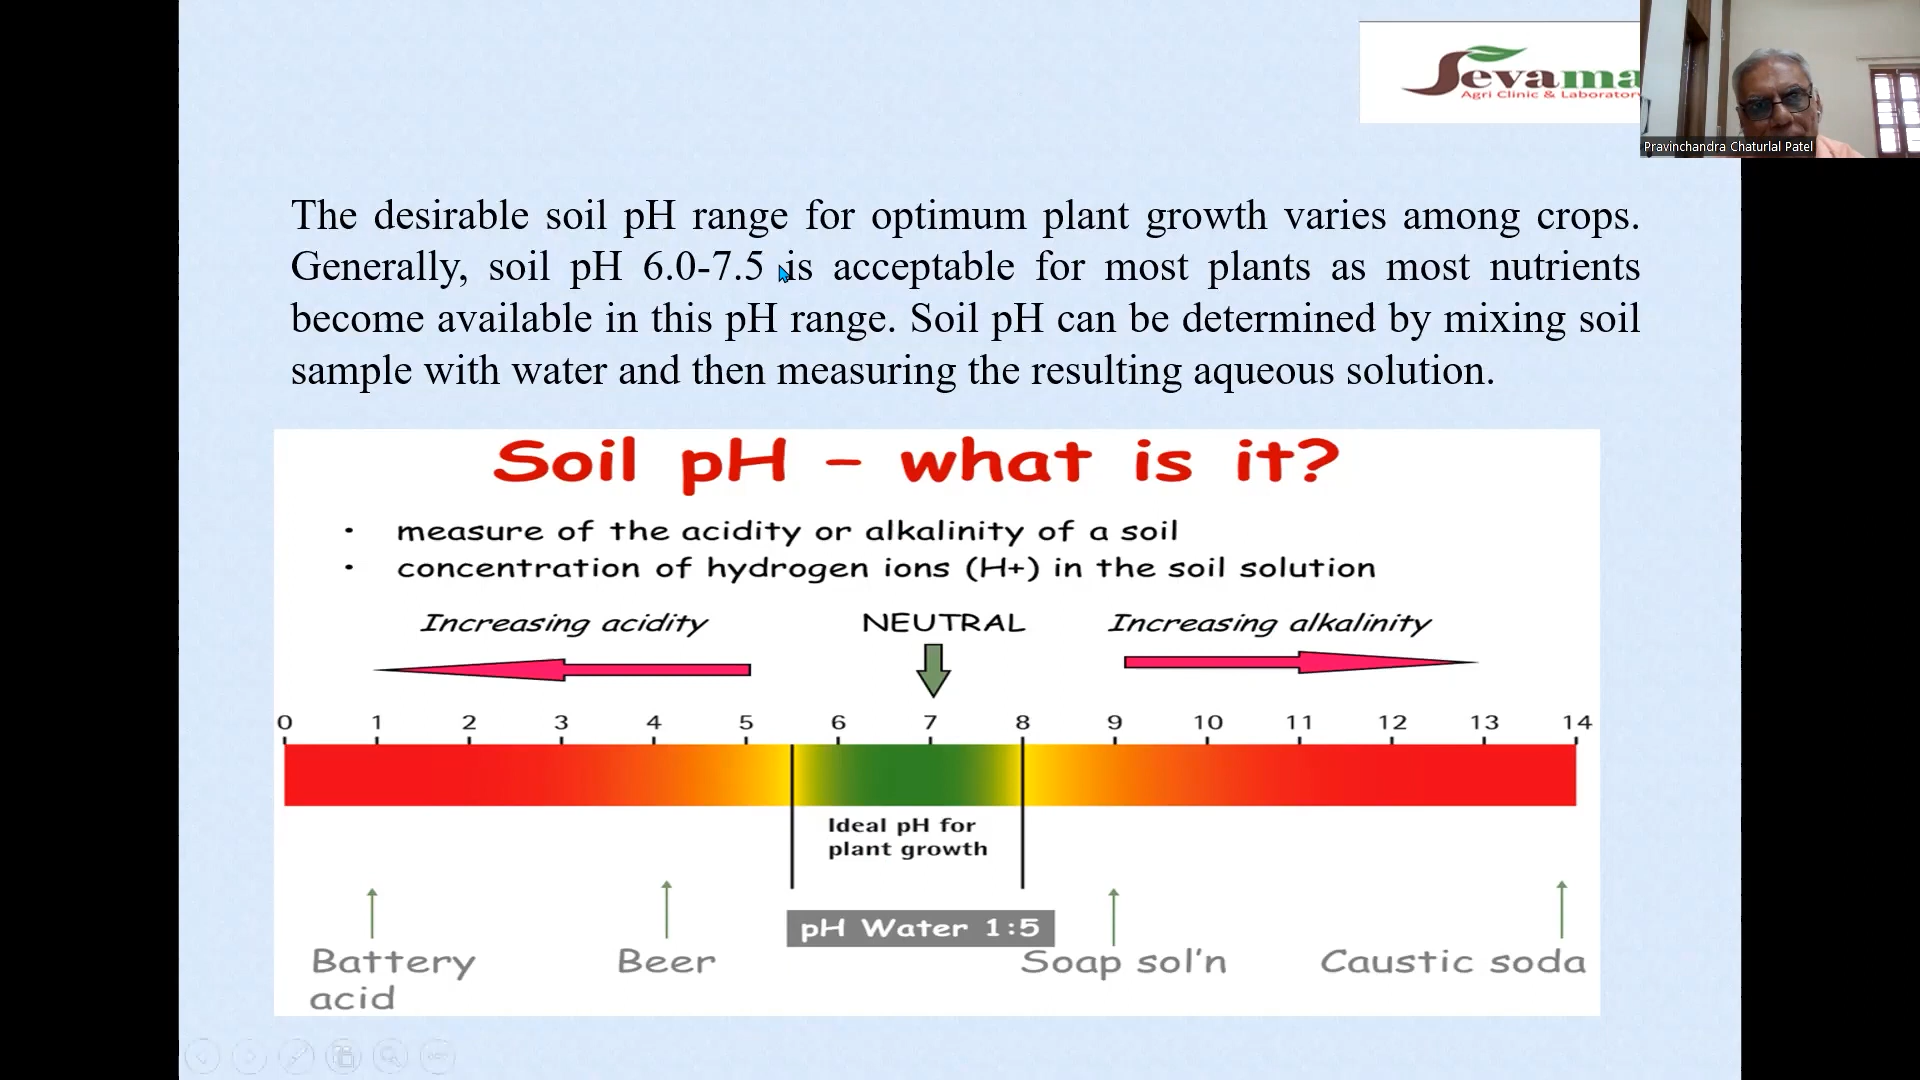 Sevama
Agri Clinic & Laborator
Pravinchandra Chaturlal Patel
The desirable soil pH range for optimum plant growth varies among crops.
Generally, soil pH 6.0-7.5 is acceptable for most plants as most nutrients
become available in this pH range. Soil pH can be determined by mixing soil
sample with water and then measuring the resulting aqueous solution.
Soil pH - what is it?
• measure of the acidity or alkalinity of a soil
• concentration of hydrogen ions (H+) in the soil solution
Increasing acidity NEUTRAL Increasing alkalinity
0 1 2 3 4 5 6 7 8 9 10 11 12 13 14
Ideal pH for
plant growth
pH Water 1:5
Battery Beer Soap sol'n Caustic soda
acid